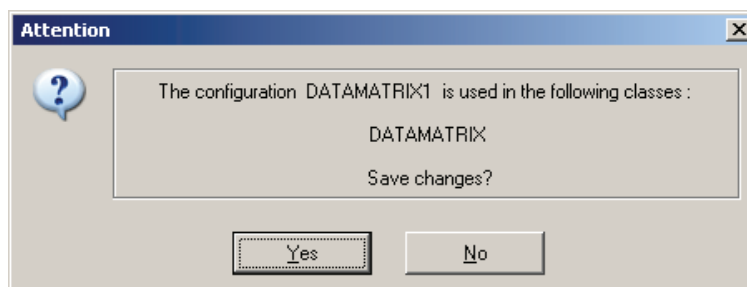 Attention
The configuration DATAMATRIX1 is used in the following classes :
DATAMATRIX
Save changes?
Yes No